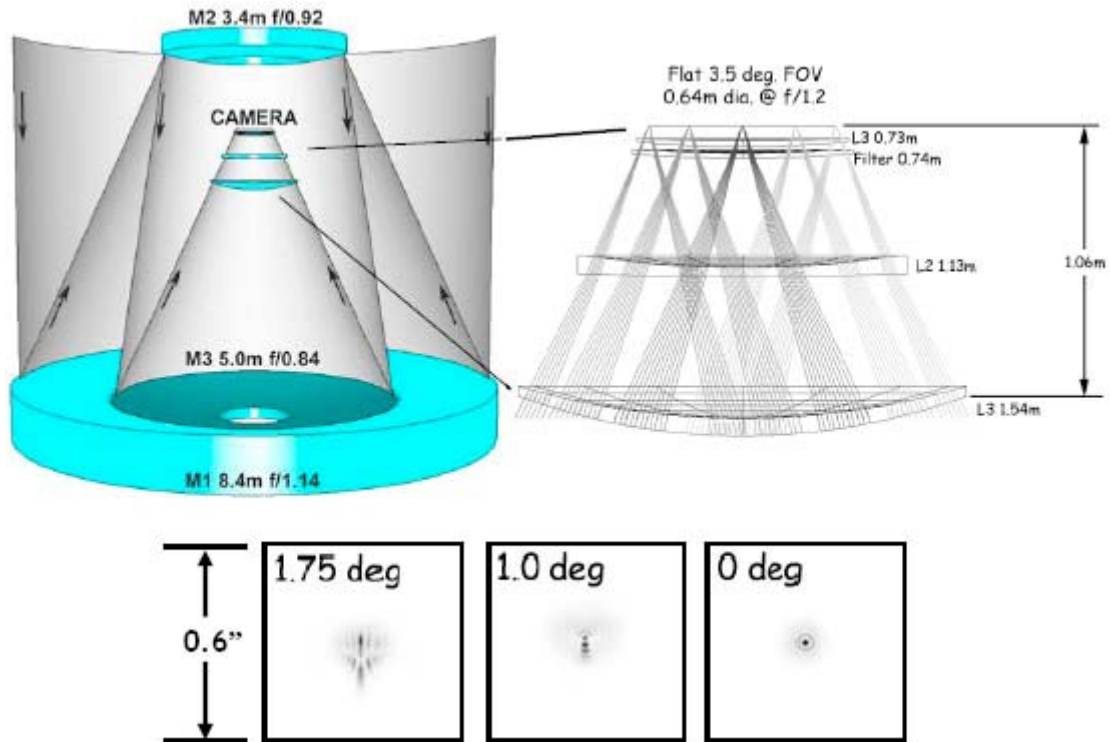 M2 3.4m f/0.92
CAMERA
M3 5.0m f/0.84
M1 8.4m f/1.14
Flat 3.5 deg. FOV
0.64m dia. @ f/1.2
L3 0.73m
Filter 0.74m
L2 1.13m
1.06m
L3 1.54m
0.6”
1.75 deg
1.0 deg
0 deg